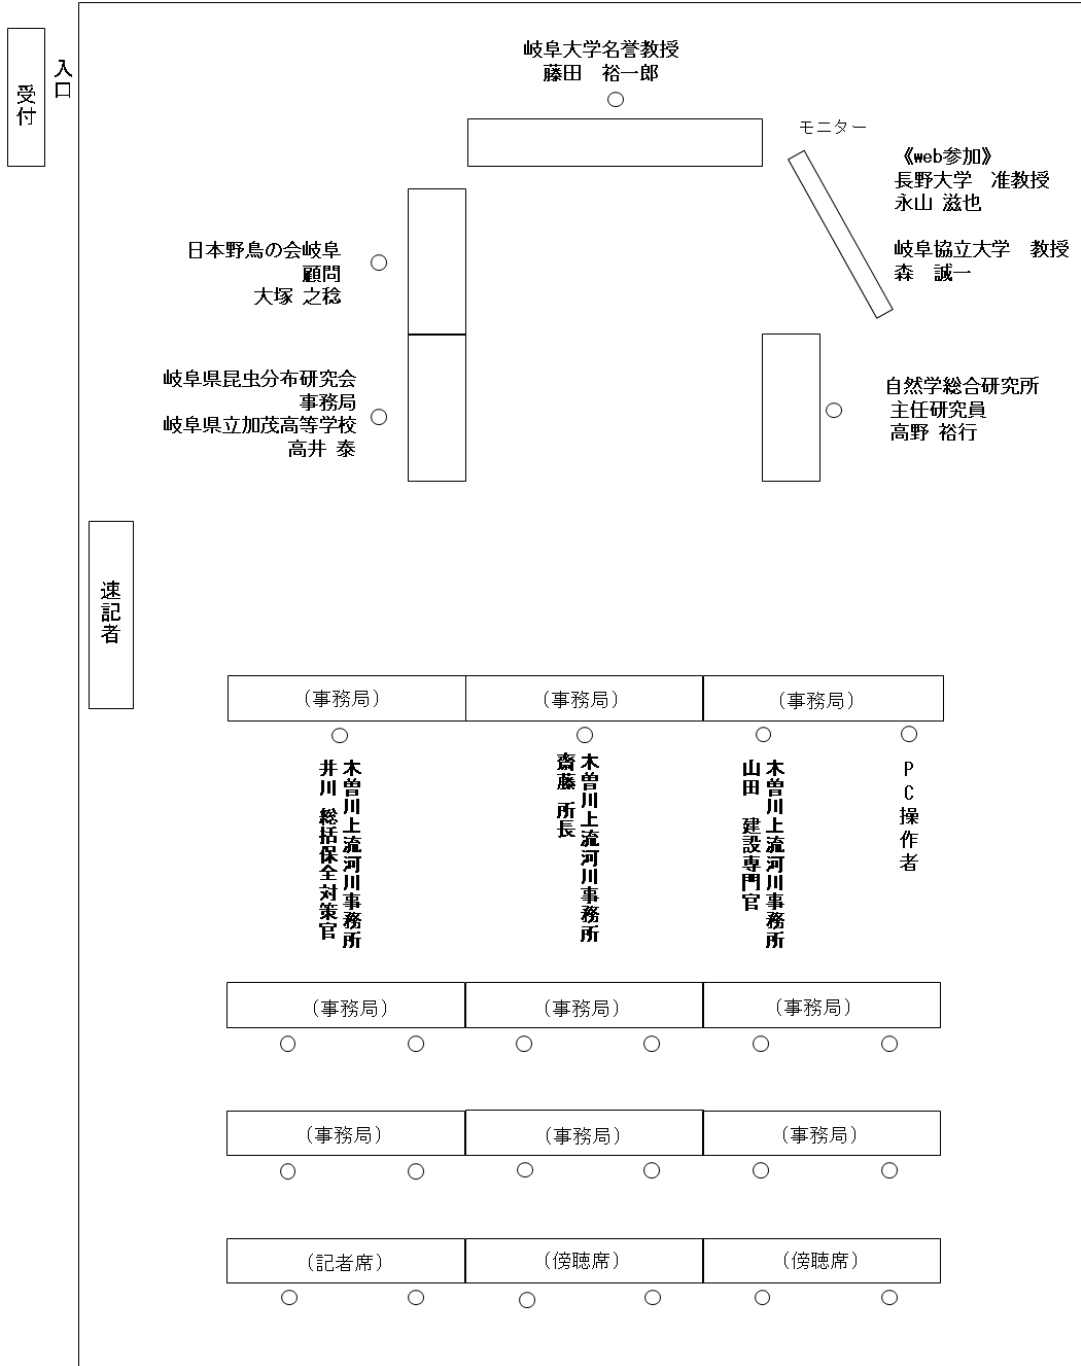 受付
入口
岐阜大学名誉教授
藤田　裕一郎
モニター
《web参加》
長野大学　准教授
永山 滋也
岐阜協立大学　教授
森　誠一
日本野鳥の会岐阜
顧問
大塚 之稔
岐阜県昆虫分布研究会
事務局
岐阜県立加茂高等学校
高井 泰
自然学総合研究所
主任研究員
高野 裕行
速記者
（事務局）
（事務局）
（事務局）
木曽川上流河川事務所
井川　総括保全対策官
木曽川上流河川事務所
齋藤 所長
木曽川上流河川事務所
山田　建設専門官
ＰＣ操作者
（事務局）
（事務局）
（事務局）
（事務局）
（事務局）
（事務局）
（記者席）
（傍聴席）
（傍聴席）